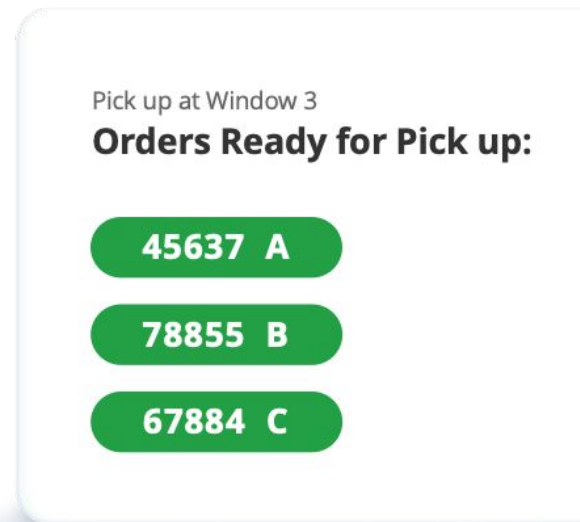 Pick up at Window 3
Orders Ready for Pick up:
45637 A
78855 B
67884 C